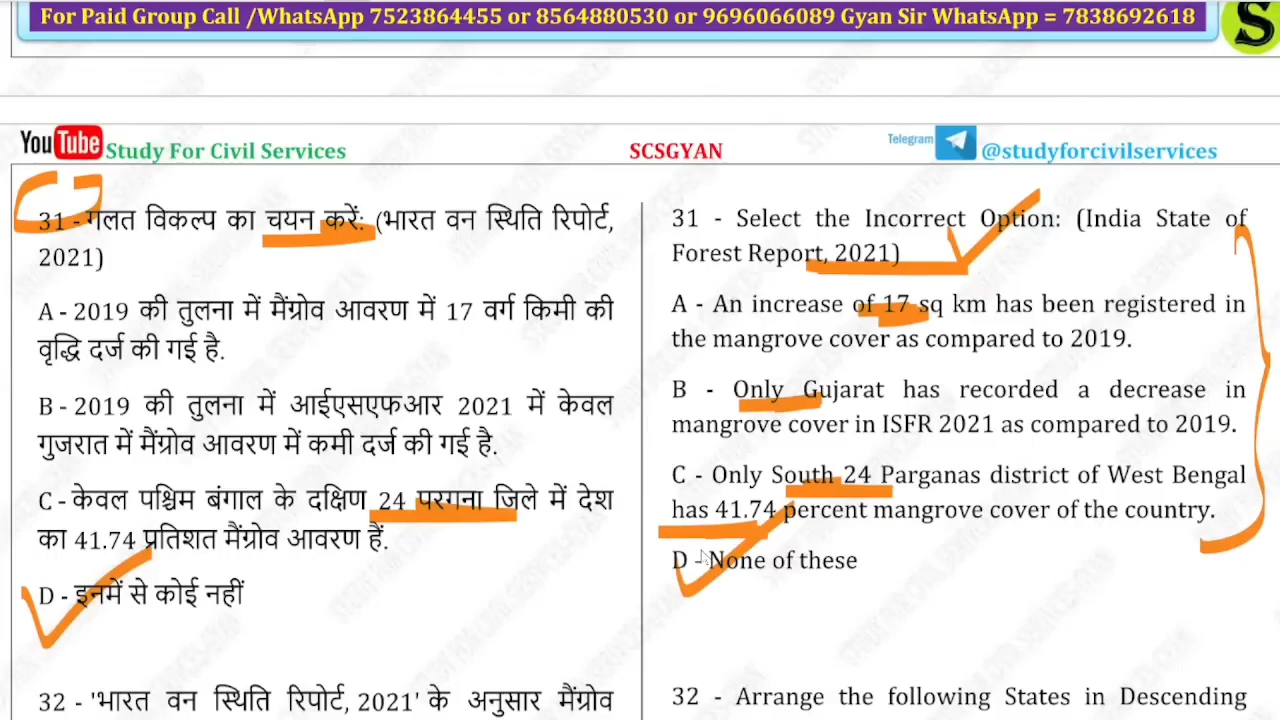 For Paid Group Call /WhatsApp 7523864455 or 8564880530 or 9696066089 Gyan Sir WhatsApp = 7838692618
S
YouTube Study For Civil Services
SCSGYAN
Telegram @studyforcivilservices
31 - गलत विकल्प का चयन करें: (भारत वन स्थिति रिपोर्ट,
2021)
A - 2019 की तुलना में मैंग्रोव आवरण में 17 वर्ग किमी की
वृद्धि दर्ज की गई है.
B - 2019 की तुलना में आईएसएफआर 2021 में केवल
गुजरात में मैंग्रोव आवरण में कमी दर्ज की गई है.
C - केवल पश्चिम बंगाल के दक्षिण 24 परगना जिले में देश
का 41.74 प्रतिशत मैंग्रोव आवरण हैं.
D - इनमें से कोई नहीं
32 - 'भारत वन स्थिति रिपोर्ट, 2021' के अनुसार मैंग्रोव
31 - Select the Incorrect Option: (India State of
Forest Report, 2021)
A - An increase of 17 sq km has been registered in
the mangrove cover as compared to 2019.
B - Only Gujarat has recorded a decrease in
mangrove cover in ISFR 2021 as compared to 2019.
C - Only South 24 Parganas district of West Bengal
has 41.74 percent mangrove cover of the country.
D - None of these
32 - Arrange the following States in Descending